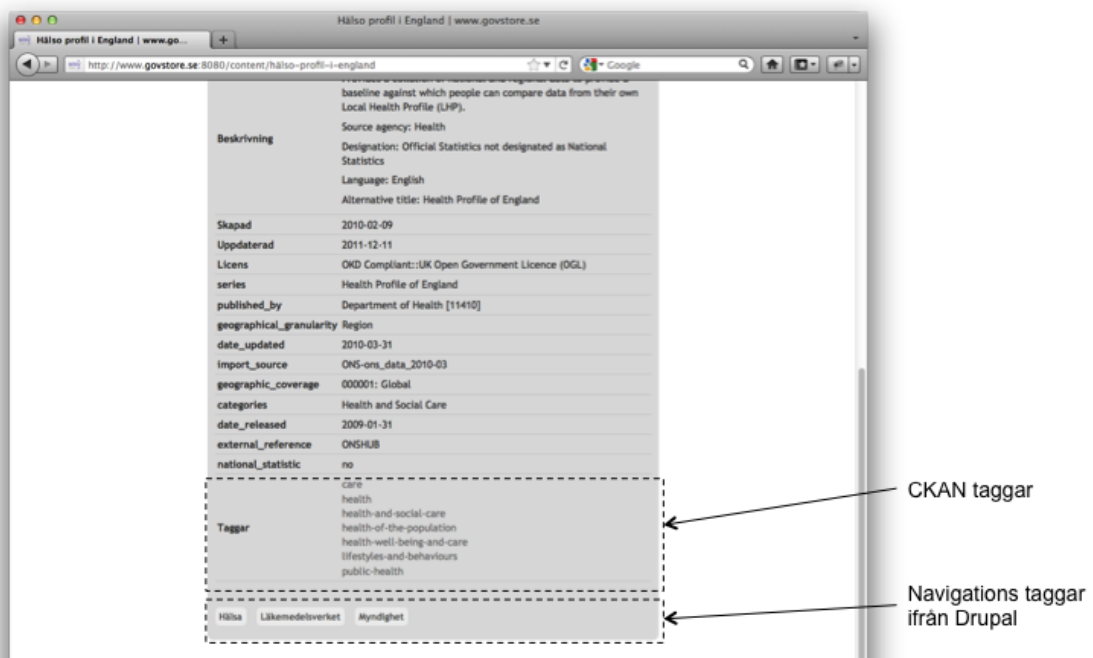 Hälso profil i England | www.govstore.se
Hälso profil i England | www.go...
http://www.govstore.se:8080/content/hälso-profil-i-england
Google
Provides a collection of national and regional data to provide a
baseline against which people can compare data from their own
Local Health Profile (LHP).
Source agency: Health
Beskrivning
Designation: Official Statistics not designated as National
Statistics
Language: English
Alternative title: Health Profile of England
Skapad 2010-02-09
Uppdaterad 2011-12-11
Licens OKD Compliant::UK Open Government Licence (OGL)
series Health Profile of England
published_by Department of Health [11410]
geographical_granularity Region
date_updated 2010-03-31
import_source ONS-ons_data_2010-03
geographic_coverage 000001: Global
categories Health and Social Care
date_released 2009-01-31
external_reference ONSHUB
national_statistic no
care
health
health-and-social-care
Taggar health-of-the-population
health-well-being-and-care
lifestyles-and-behaviours
public-health
CKAN taggar
Hälsa Läkemedelsverket Myndighet
Navigations taggar
ifrån Drupal